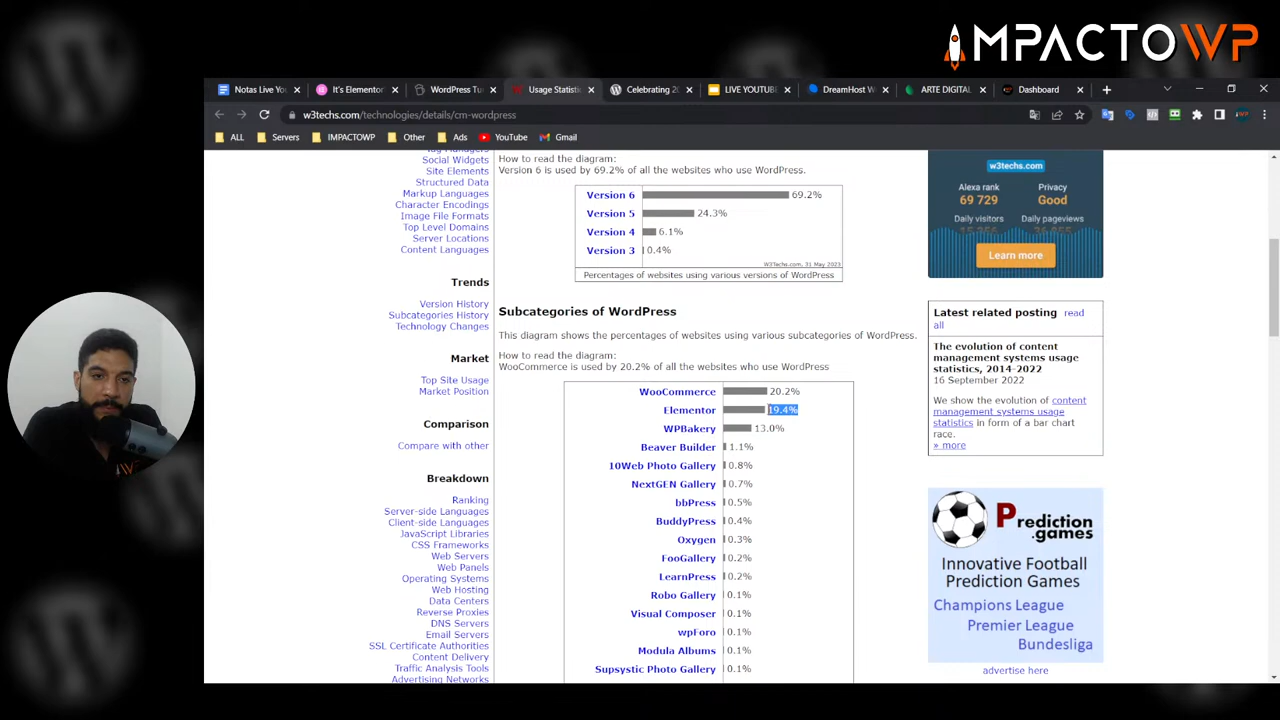 IMPACTOWP
Notas Live You
It's Elementor
WordPress Tu
Usage Statistic
Celebrating 20
LIVE YOUTUBE
DreamHost W
ARTE DIGITAL
Dashboard
w3techs.com/technologies/details/cm-wordpress
ALL
Servers
IMPACTOWP
Other
Ads
YouTube
Gmail
Tag Managers
Social Widgets
Site Elements
Structured Data
Markup Languages
Character Encodings
Image File Formats
Top Level Domains
Server Locations
Content Languages
Trends
Version History
Subcategories History
Technology Changes
Market
Top Site Usage
Market Position
Comparison
Compare with other
Breakdown
Ranking
Server-side Languages
Client-side Languages
JavaScript Libraries
CSS Frameworks
Web Servers
Web Panels
Operating Systems
Web Hosting
Data Centers
Reverse Proxies
DNS Servers
Email Servers
SSL Certificate Authorities
Content Delivery
Traffic Analysis Tools
Advertising Networks
How to read the diagram:
Version 6 is used by 69.2% of all the websites who use WordPress.
Version 6 69.2%
Version 5 24.3%
Version 4 6.1%
Version 3 0.4%
W3Techs.com, 31 May 2023
Percentages of websites using various versions of WordPress
Subcategories of WordPress
This diagram shows the percentages of websites using various subcategories of WordPress.
How to read the diagram:
WooCommerce is used by 20.2% of all the websites who use WordPress
WooCommerce 20.2%
Elementor 19.4%
WPBakery 13.0%
Beaver Builder 1.1%
10Web Photo Gallery 0.8%
NextGEN Gallery 0.7%
bbPress 0.5%
BuddyPress 0.4%
Oxygen 0.3%
FooGallery 0.2%
LearnPress 0.2%
Robo Gallery 0.1%
Visual Composer 0.1%
wpForo 0.1%
Modula Albums 0.1%
Supsystic Photo Gallery 0.1%
w3techs.com
Alexa rank Privacy
69 729 Good
Daily visitors Daily pageviews
Learn more
Latest related posting read
all
The evolution of content
management systems usage
statistics, 2014-2022
16 September 2022
We show the evolution of content
management systems usage
statistics in form of a bar chart
race.
» more
Prediction
.games
Innovative Football
Prediction Games
Champions League
Premier League
Bundesliga
advertise here